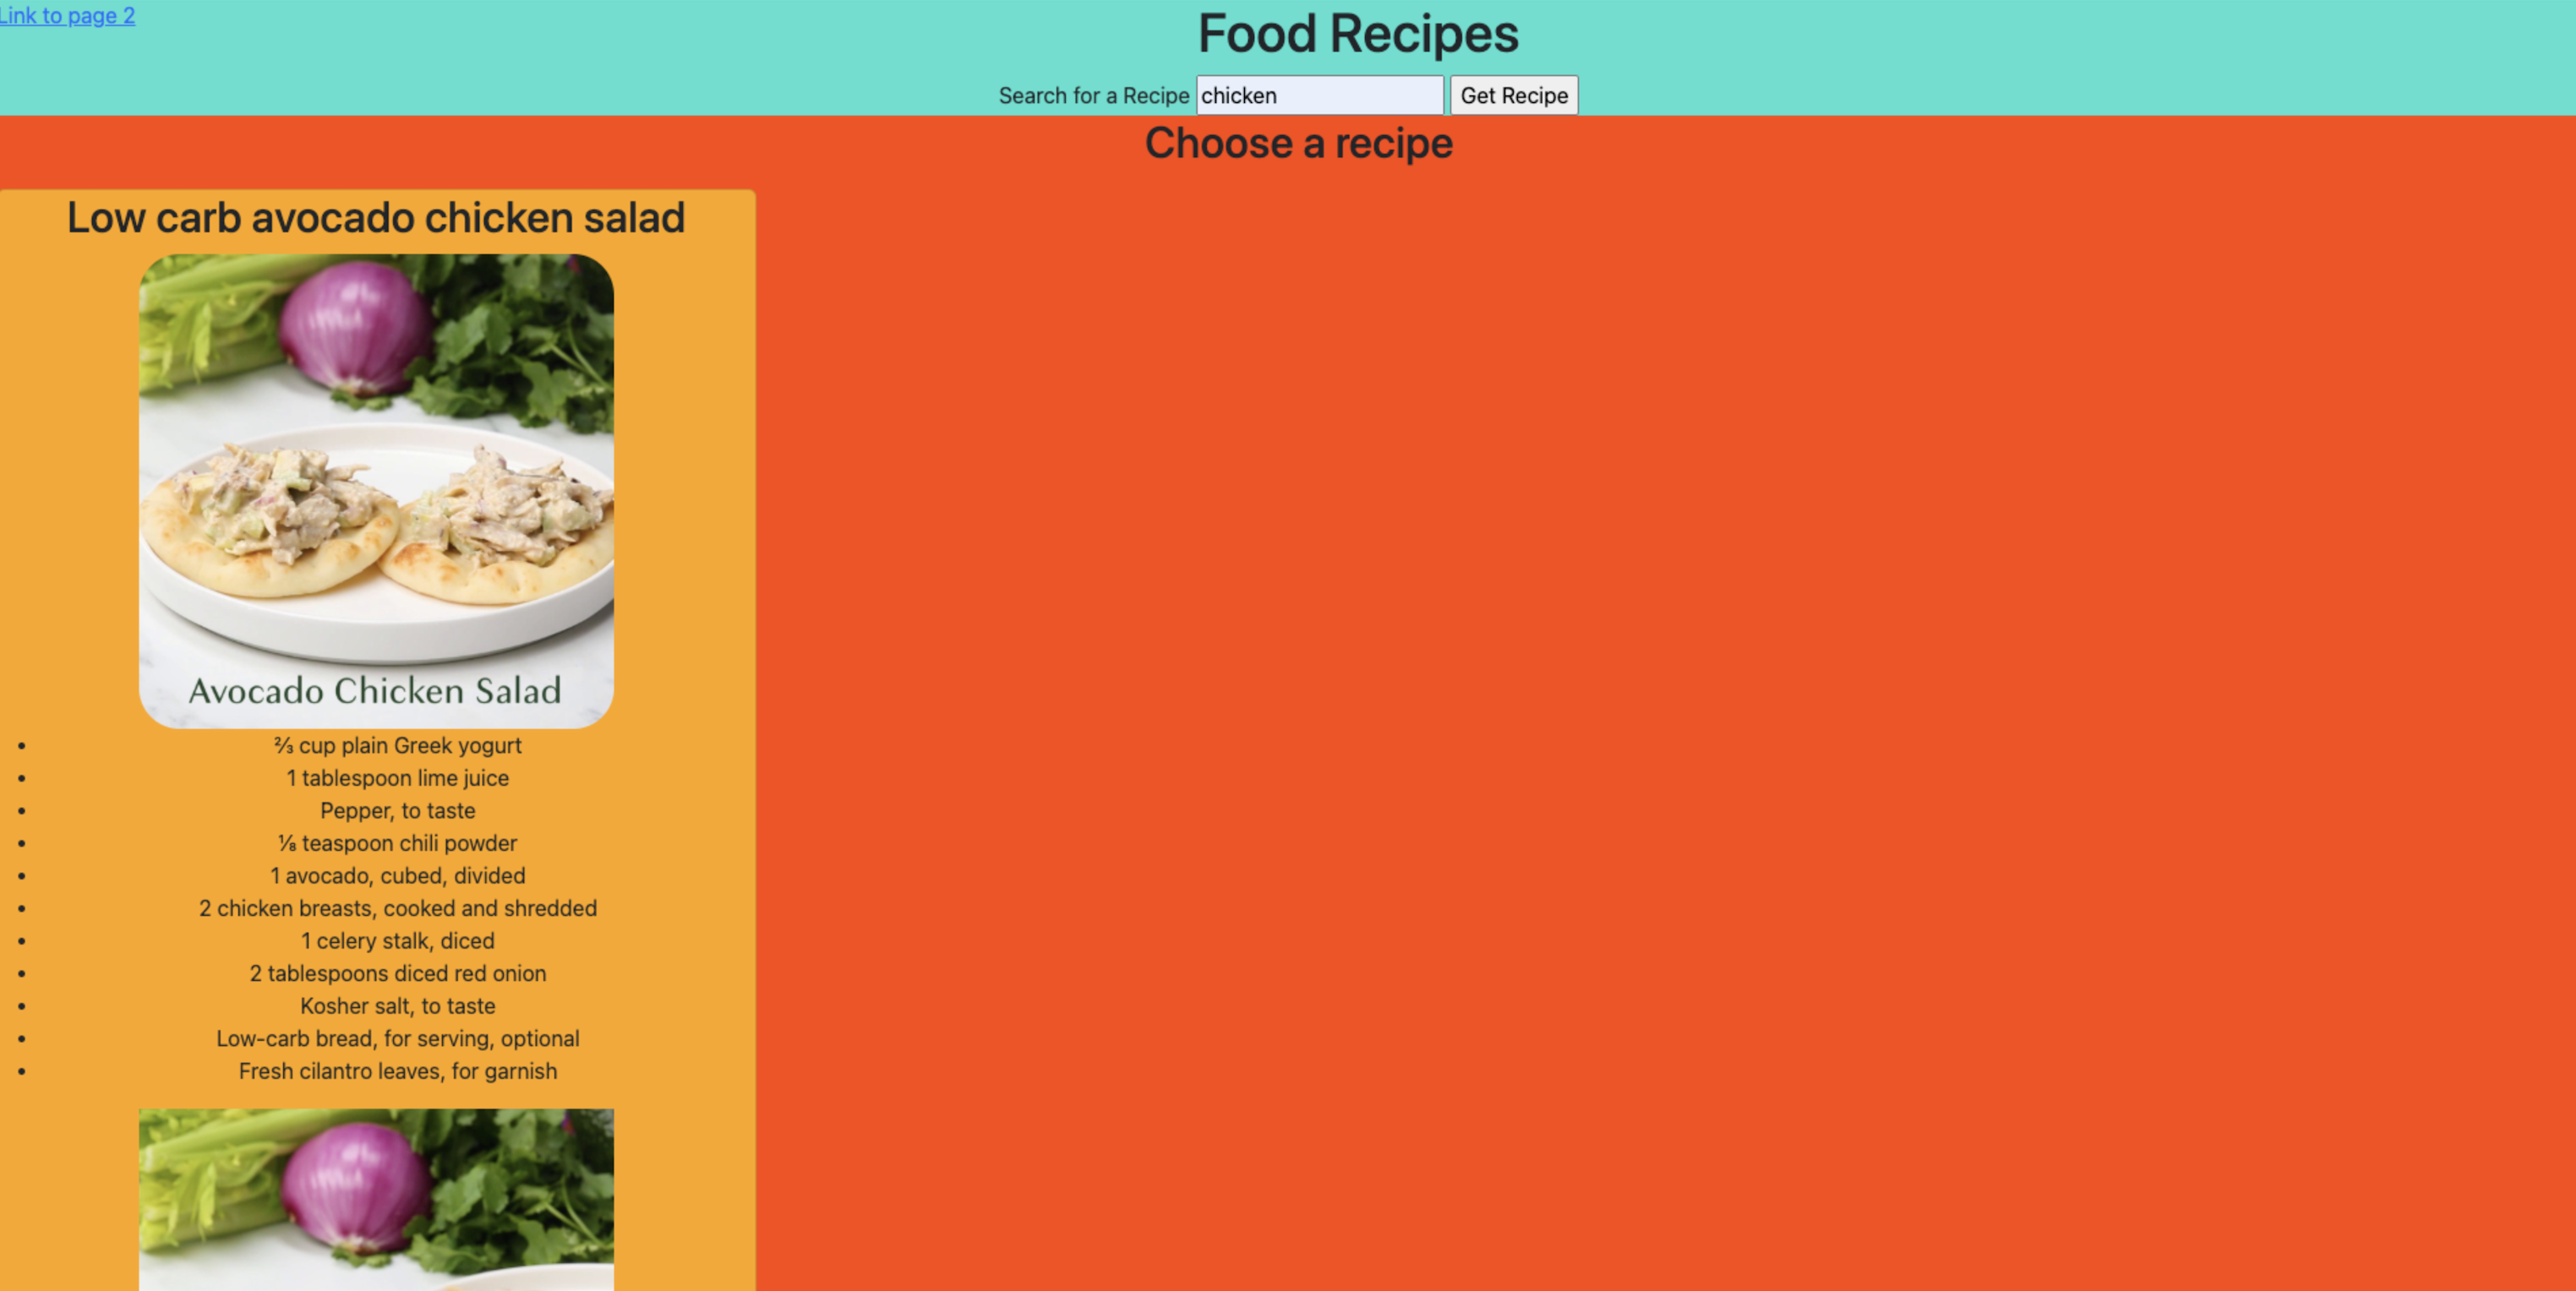 Link to page 2
Food Recipes
Search for a Recipe chicken Get Recipe
Choose a recipe
Low carb avocado chicken salad
Avocado Chicken Salad
• ⅔ cup plain Greek yogurt
• 1 tablespoon lime juice
• Pepper, to taste
• ⅛ teaspoon chili powder
• 1 avocado, cubed, divided
• 2 chicken breasts, cooked and shredded
• 1 celery stalk, diced
• 2 tablespoons diced red onion
• Kosher salt, to taste
• Low-carb bread, for serving, optional
• Fresh cilantro leaves, for garnish